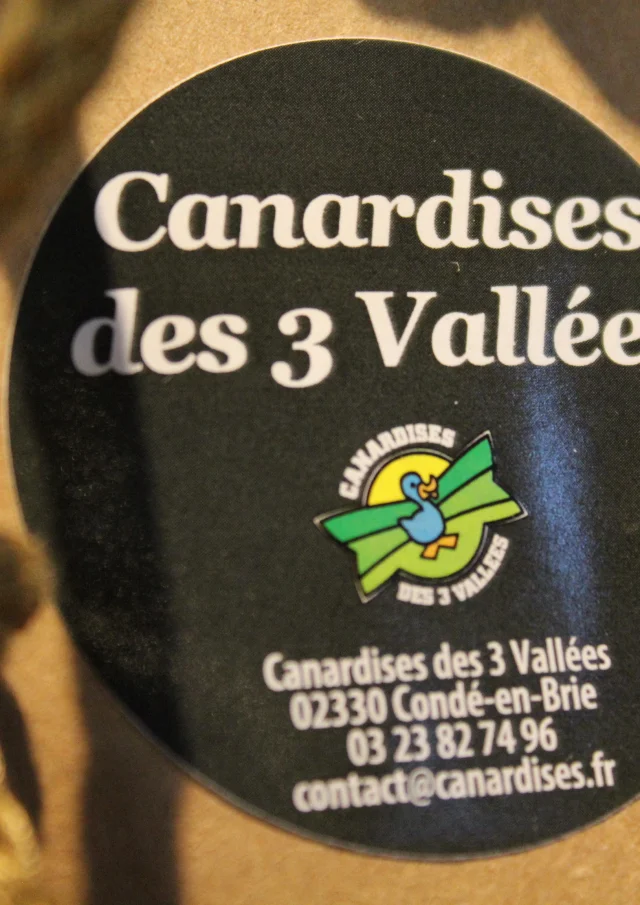 Canardises
des 3 Vallée
CANARDISES
DES 3 VALLEES
Canardises des 3 Vallées
02330 Condé-en-Brie
03 23 82 74 96
contact@canardises.fr